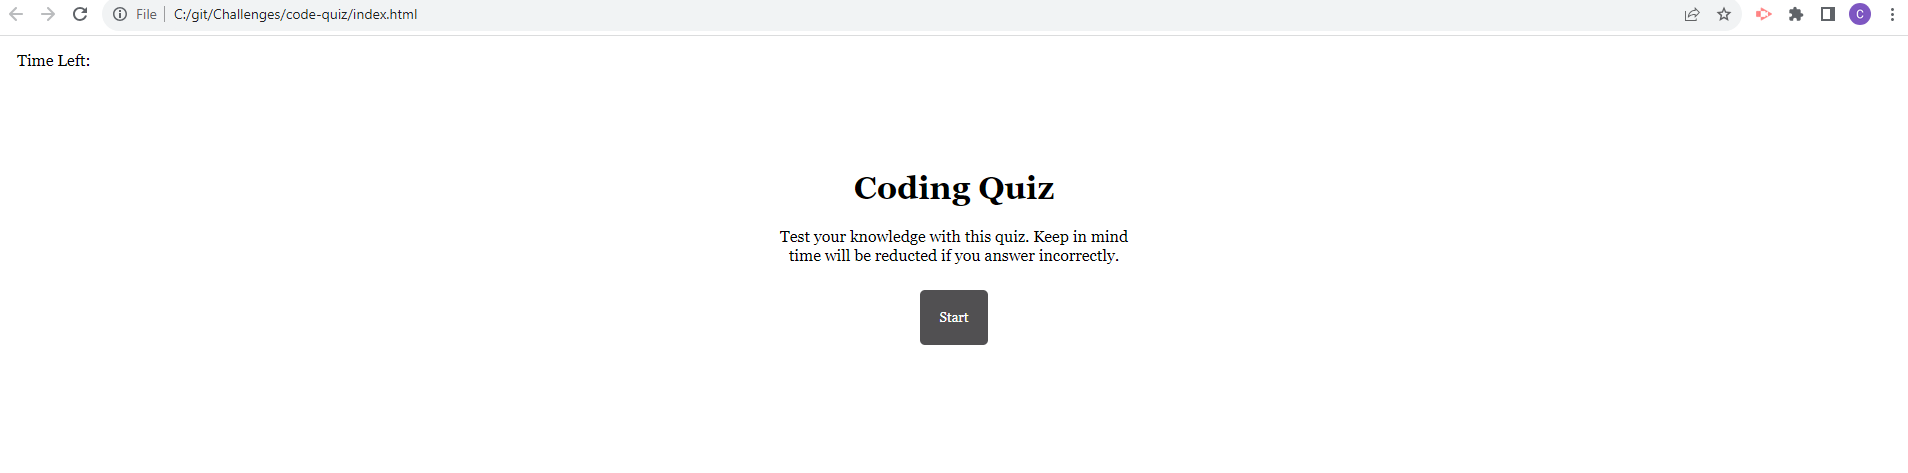 File C:/git/Challenges/code-quiz/index.html
C
Time Left:
Coding Quiz
Test your knowledge with this quiz. Keep in mind
time will be reducted if you answer incorrectly.
Start